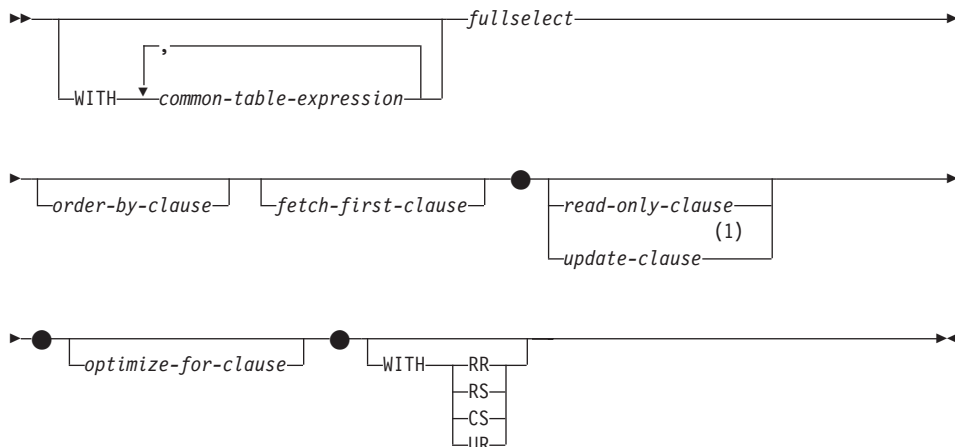 fullselect
,
WITH common-table-expression
order-by-clause fetch-first-clause read-only-clause
(1)
update-clause
optimize-for-clause WITH RR
RS
CS
UR